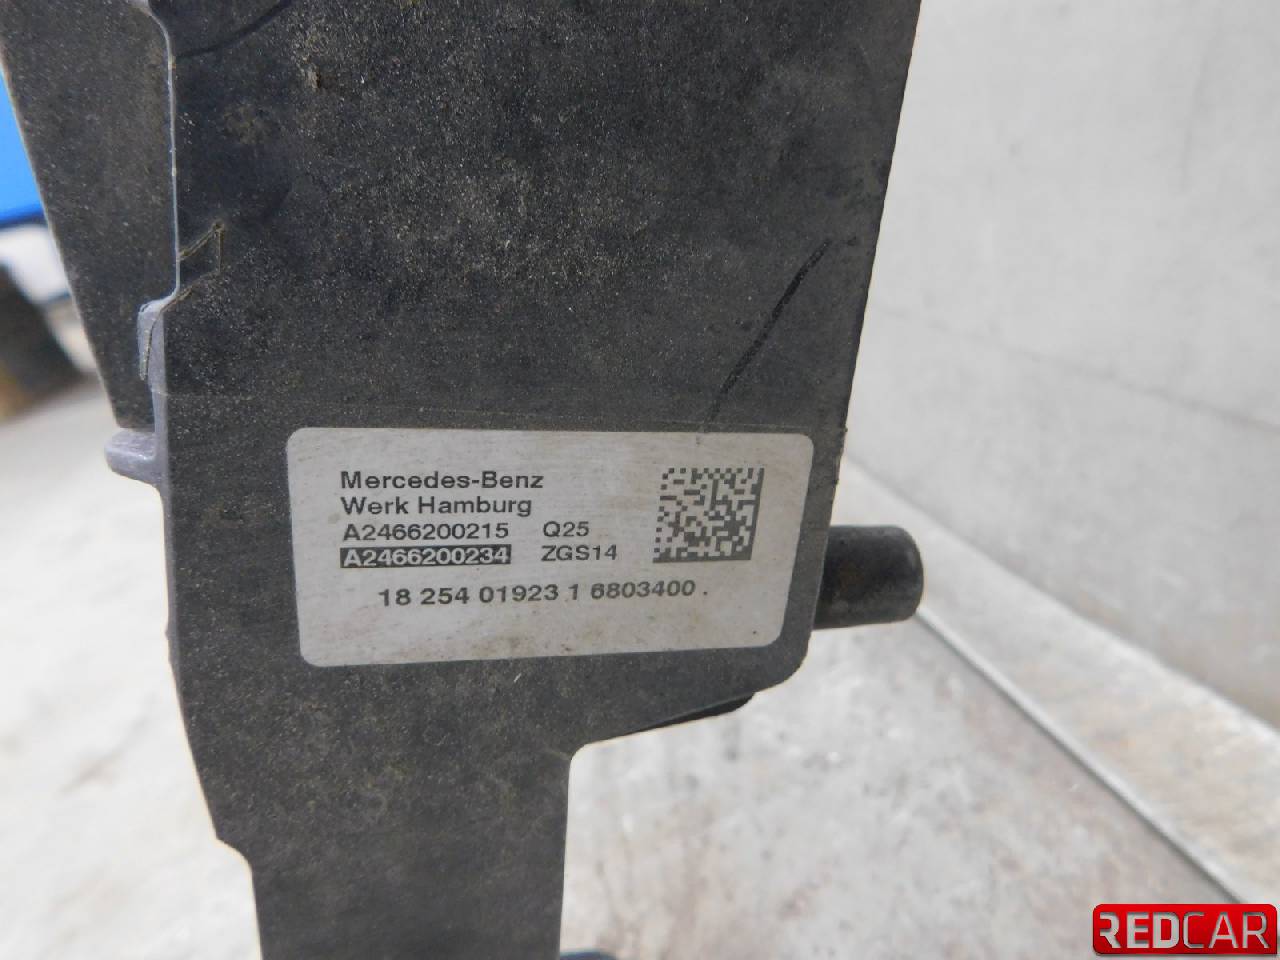 Mercedes-Benz
Werk Hamburg
A2466200215 Q25
A2466200234 ZGS14
18 254 01923 1 6803400 .
REDCAR